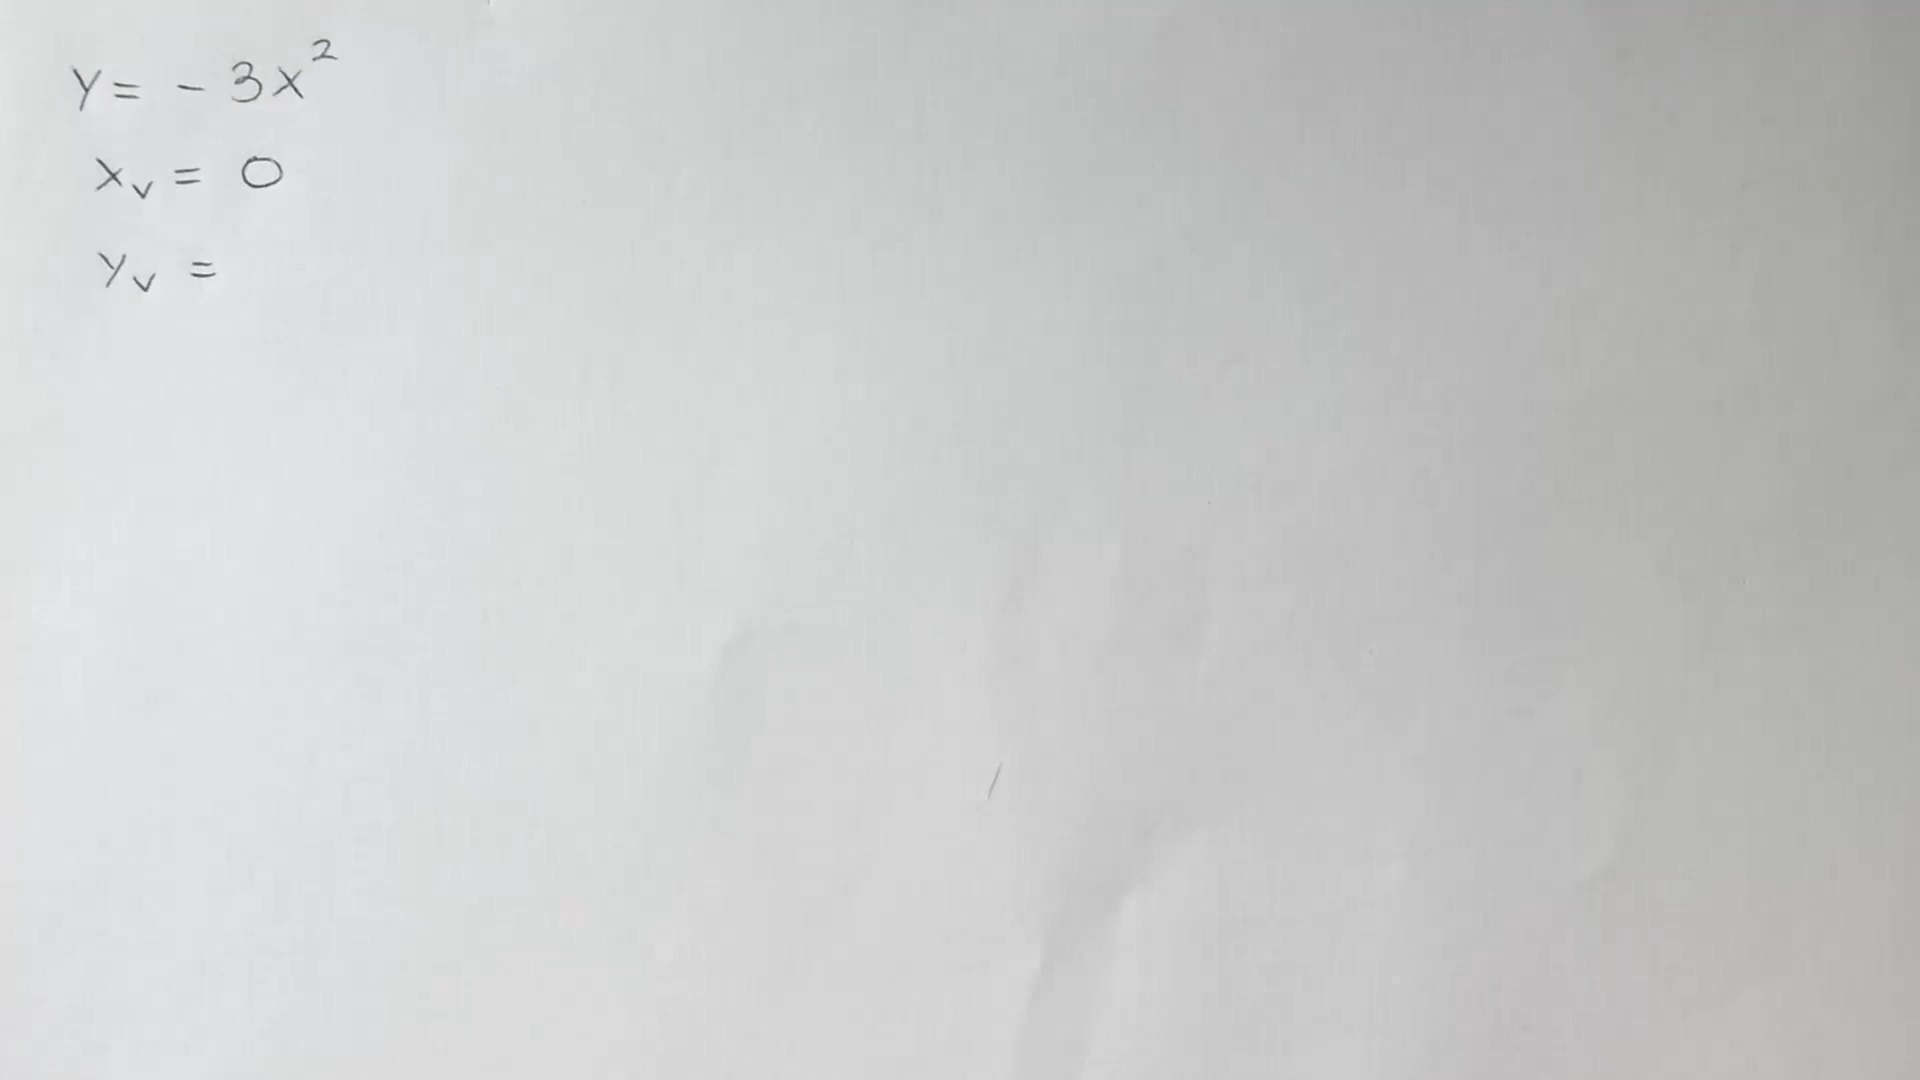 y = - 3x²
xᵥ = 0
yᵥ =